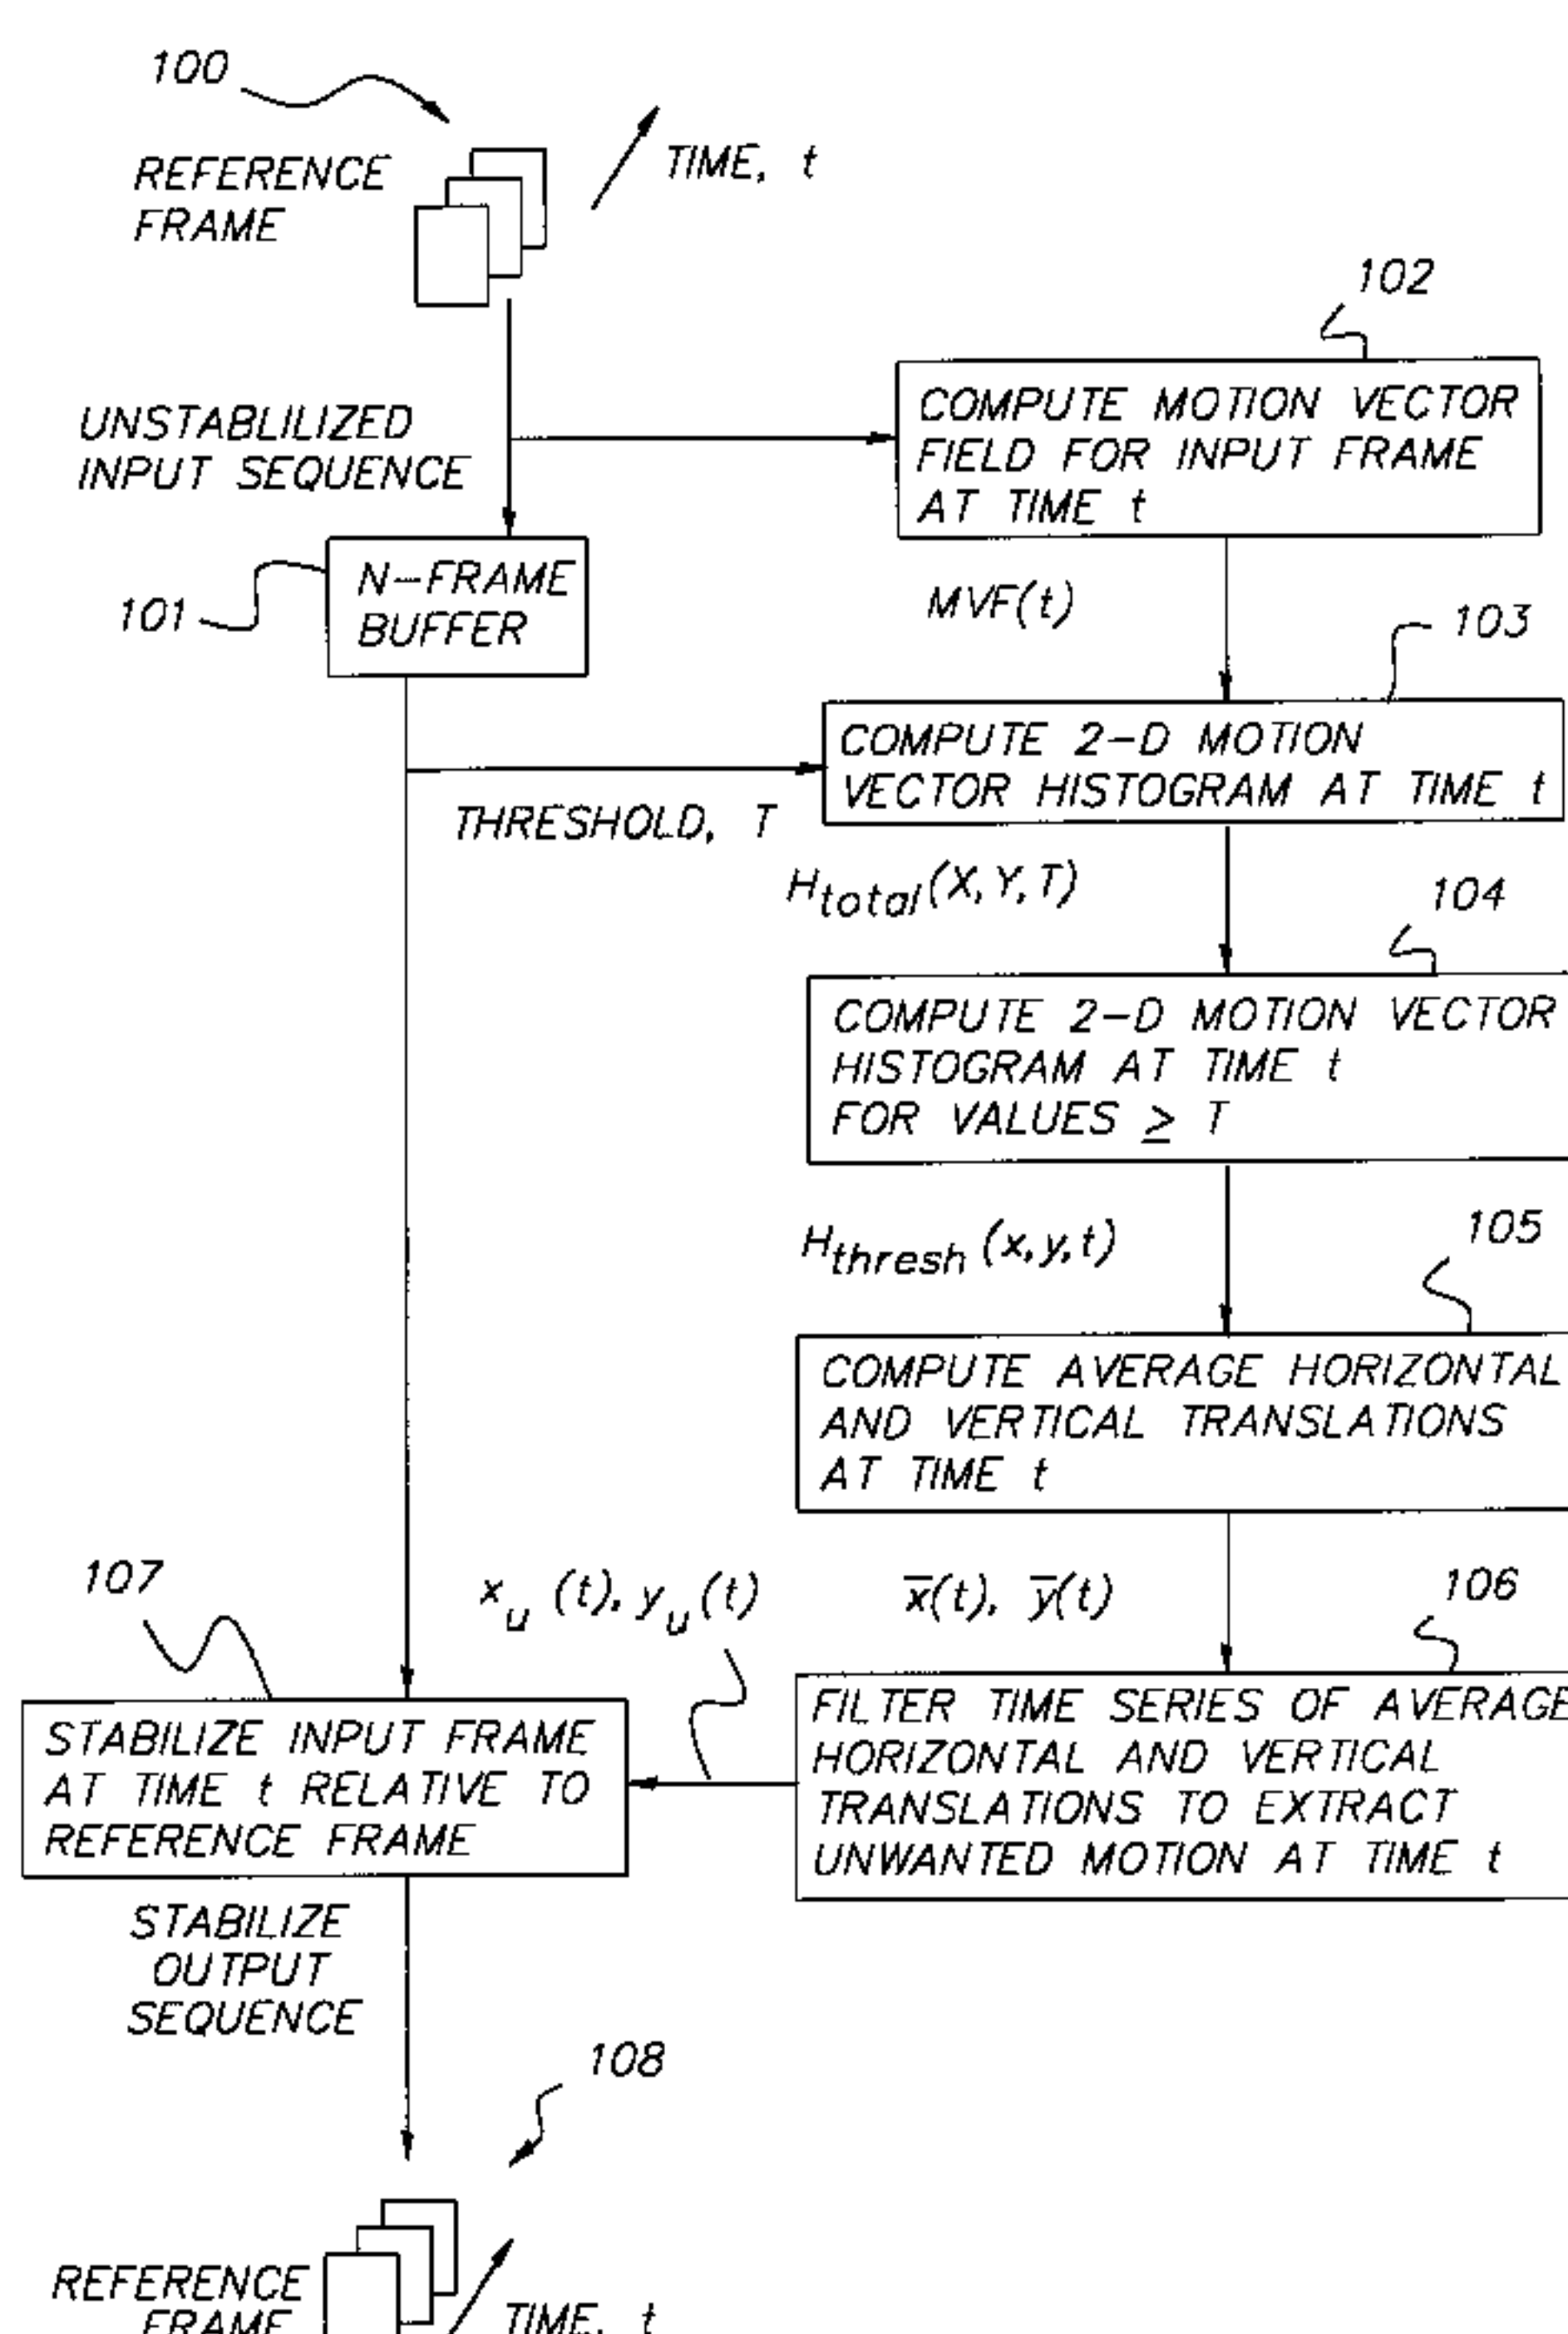 100
REFERENCE
FRAME
TIME, t
102
UNSTABLILIZED
INPUT SEQUENCE
COMPUTE MOTION VECTOR
FIELD FOR INPUT FRAME
AT TIME t
101
N-FRAME
BUFFER
MVF(t)
103
COMPUTE 2-D MOTION
VECTOR HISTOGRAM AT TIME t
THRESHOLD, T
Htotal(X,Y,T)
104
COMPUTE 2-D MOTION VECTOR
HISTOGRAM AT TIME t
FOR VALUES ≥ T
Hthresh (x,y,t)
105
COMPUTE AVERAGE HORIZONTAL
AND VERTICAL TRANSLATIONS
AT TIME t
107
xu (t), yu(t)
x̅(t), y̅(t)
106
STABILIZE INPUT FRAME
AT TIME t RELATIVE TO
REFERENCE FRAME
FILTER TIME SERIES OF AVERAGE
HORIZONTAL AND VERTICAL
TRANSLATIONS TO EXTRACT
UNWANTED MOTION AT TIME t
STABILIZE
OUTPUT
SEQUENCE
108
REFERENCE
FRAME
TIME, t